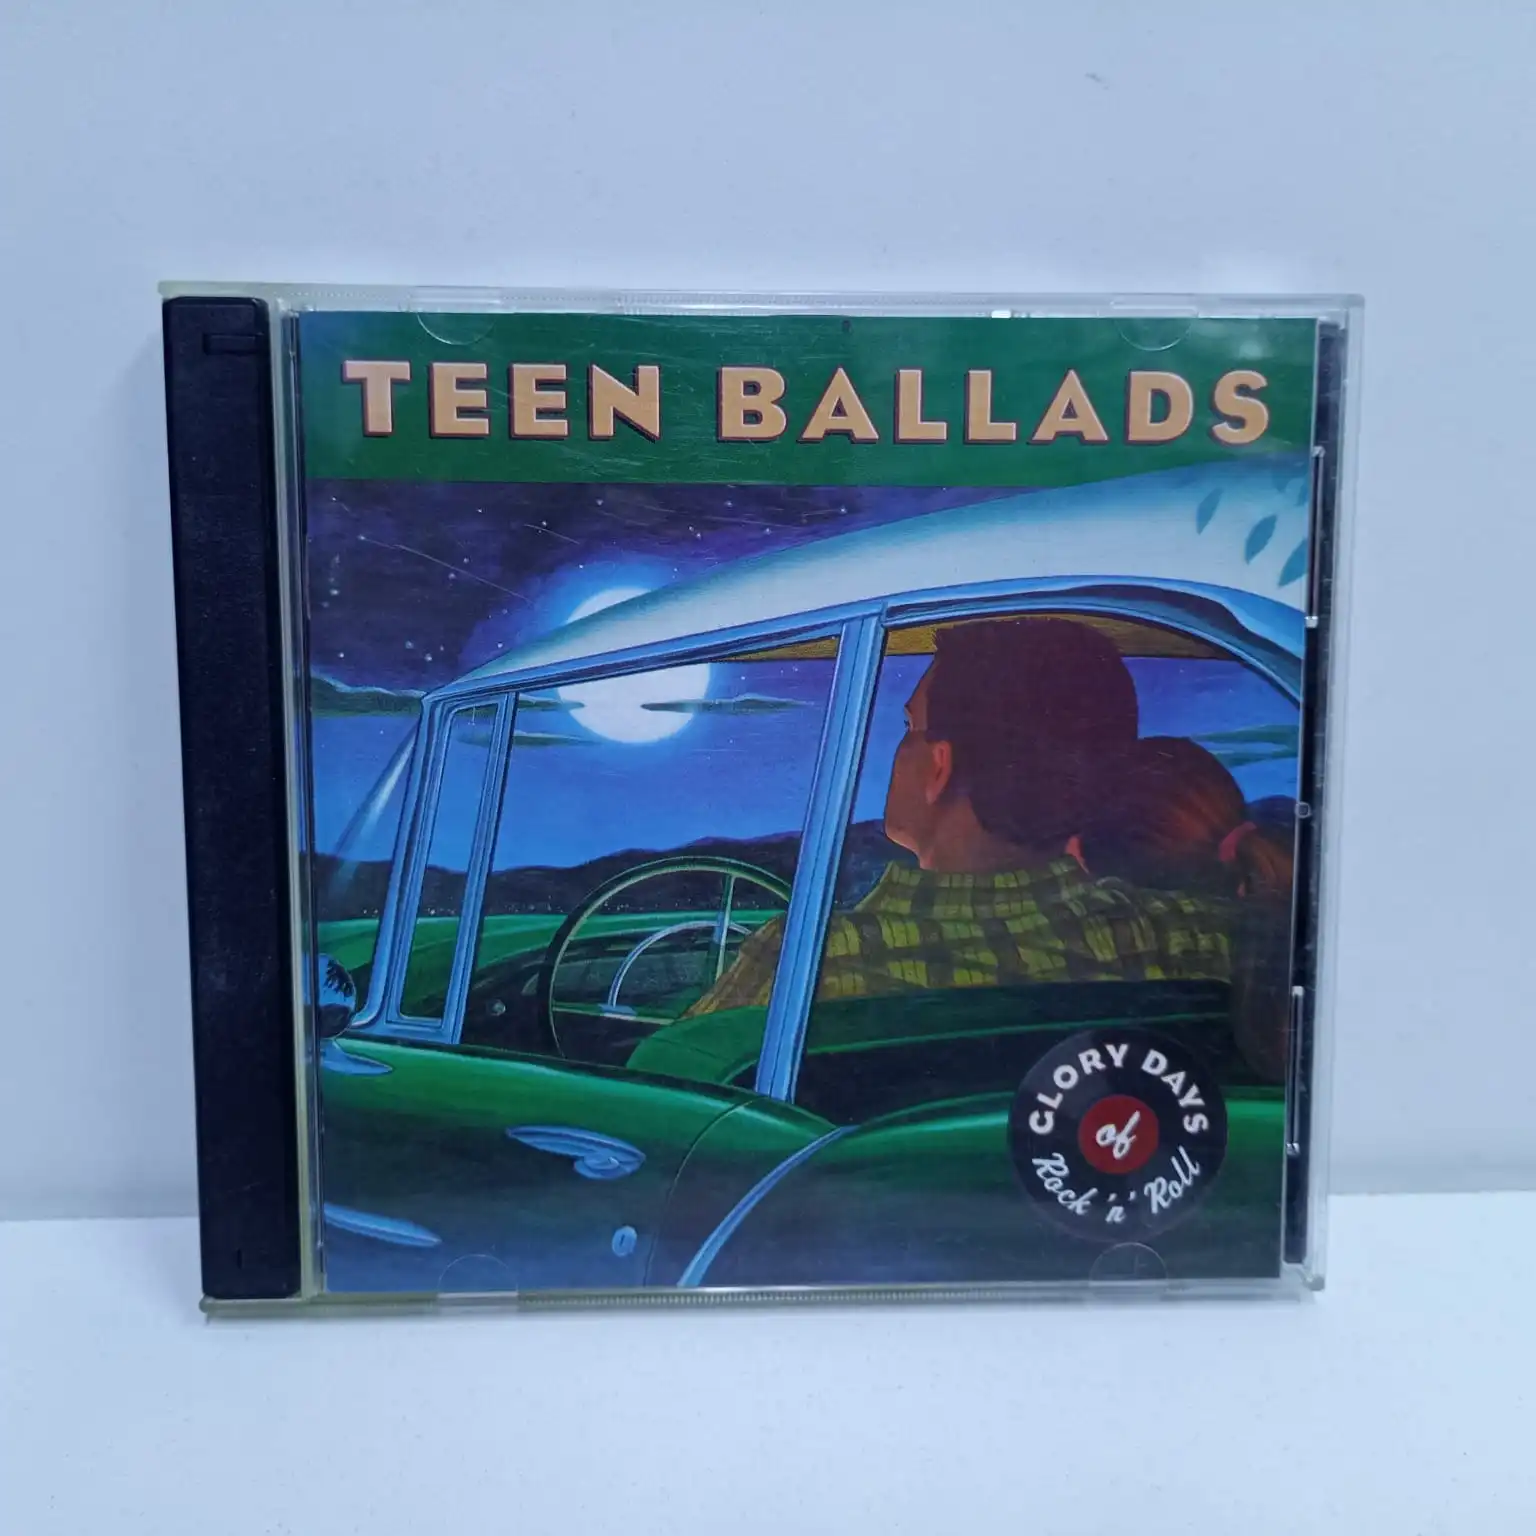 TEEN BALLADS
GLORY DAYS
of
Rock 'n' Roll